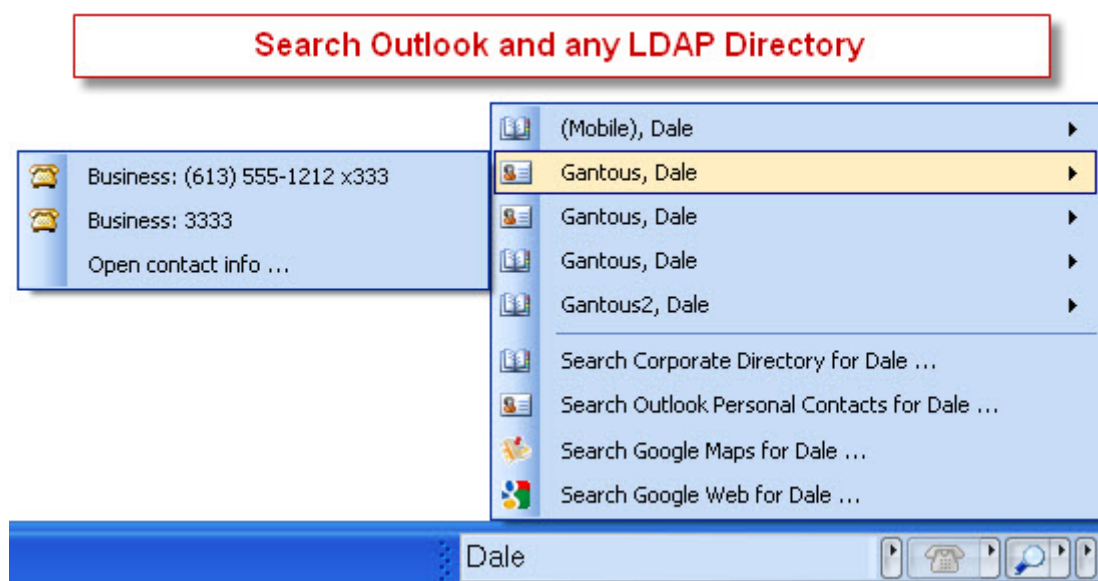 Search Outlook and any LDAP Directory
(Mobile), Dale
Gantous, Dale
Gantous, Dale
Gantous, Dale
Gantous2, Dale
Business: (613) 555-1212 x333
Business: 3333
Open contact info ...
Search Corporate Directory for Dale ...
Search Outlook Personal Contacts for Dale ...
Search Google Maps for Dale ...
Search Google Web for Dale ...
Dale